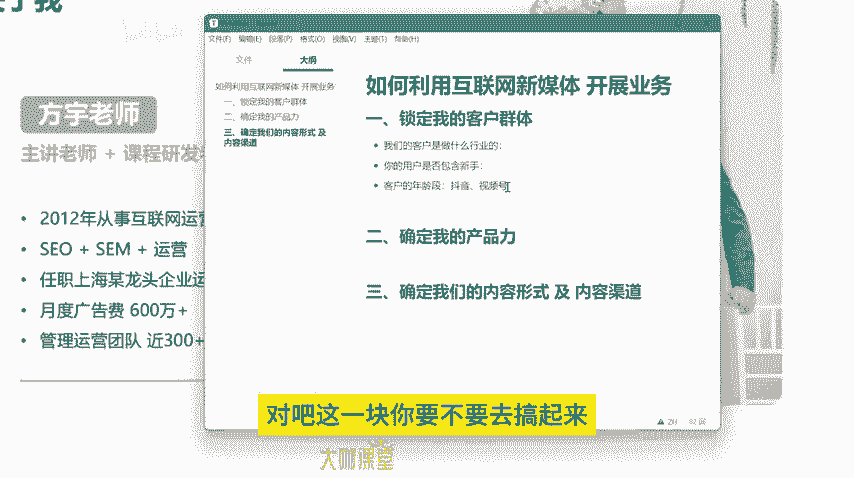 于我
文件(F) 编辑(E) 段落(P) 格式(O) 视图(V) 主题(T) 帮助(H)
文件 大纲
如何利用互联网新媒体 开展业务
一、锁定我的客户群体
二、确定我的产品力
三、确定我们的内容形式 及
内容渠道
如何利用互联网新媒体 开展业务
一、锁定我的客户群体
• 我们的客户是做什么行业的:
• 你的用户是否包含新手:
• 客户的年龄段: 抖音、视频号
二、确定我的产品力
三、确定我们的内容形式 及 内容渠道
方宇老师
主讲老师 + 课程研发
• 2012年从事互联网运营
• SEO + SEM + 运营
• 任职上海某龙头企业运
• 月度广告费 600万+
• 管理运营团队 近300+
对吧这一块你要不要去搞起来
大咖课堂